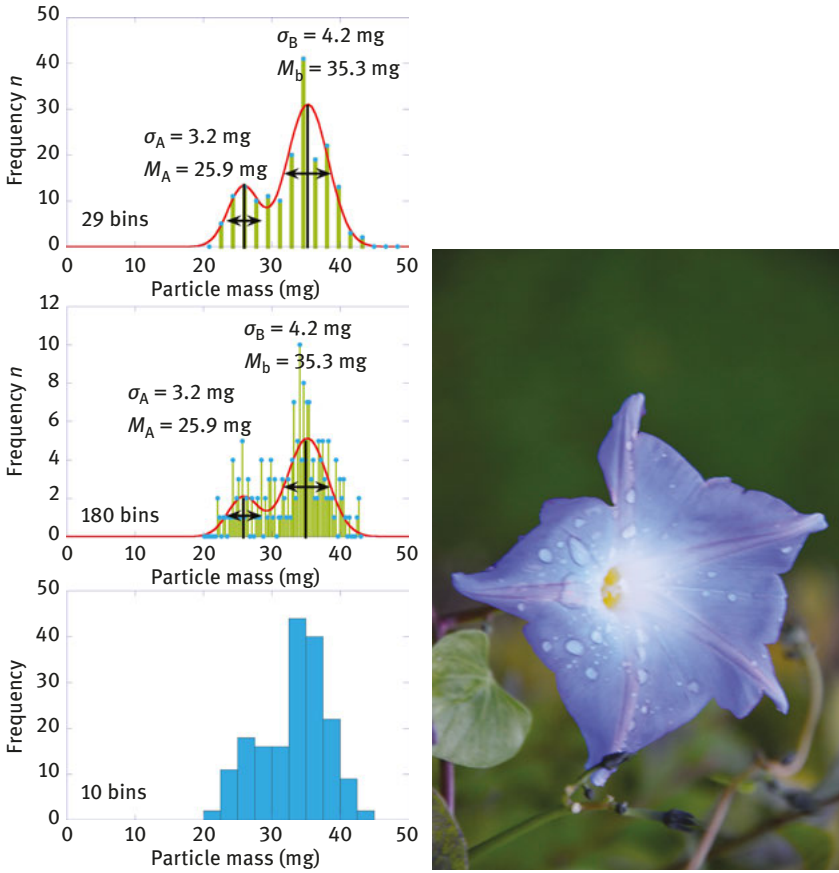 50
40
30
20
10
0
Frequency n
σB = 4.2 mg
Mb = 35.3 mg
σA = 3.2 mg
MA = 25.9 mg
29 bins
0 10 20 30 40 50
Particle mass (mg)
12
10
8
6
4
2
0
Frequency n
σB = 4.2 mg
Mb = 35.3 mg
σA = 3.2 mg
MA = 25.9 mg
180 bins
0 10 20 30 40 50
Particle mass (mg)
50
40
30
20
10
0
Frequency
10 bins
0 10 20 30 40 50
Particle mass (mg)